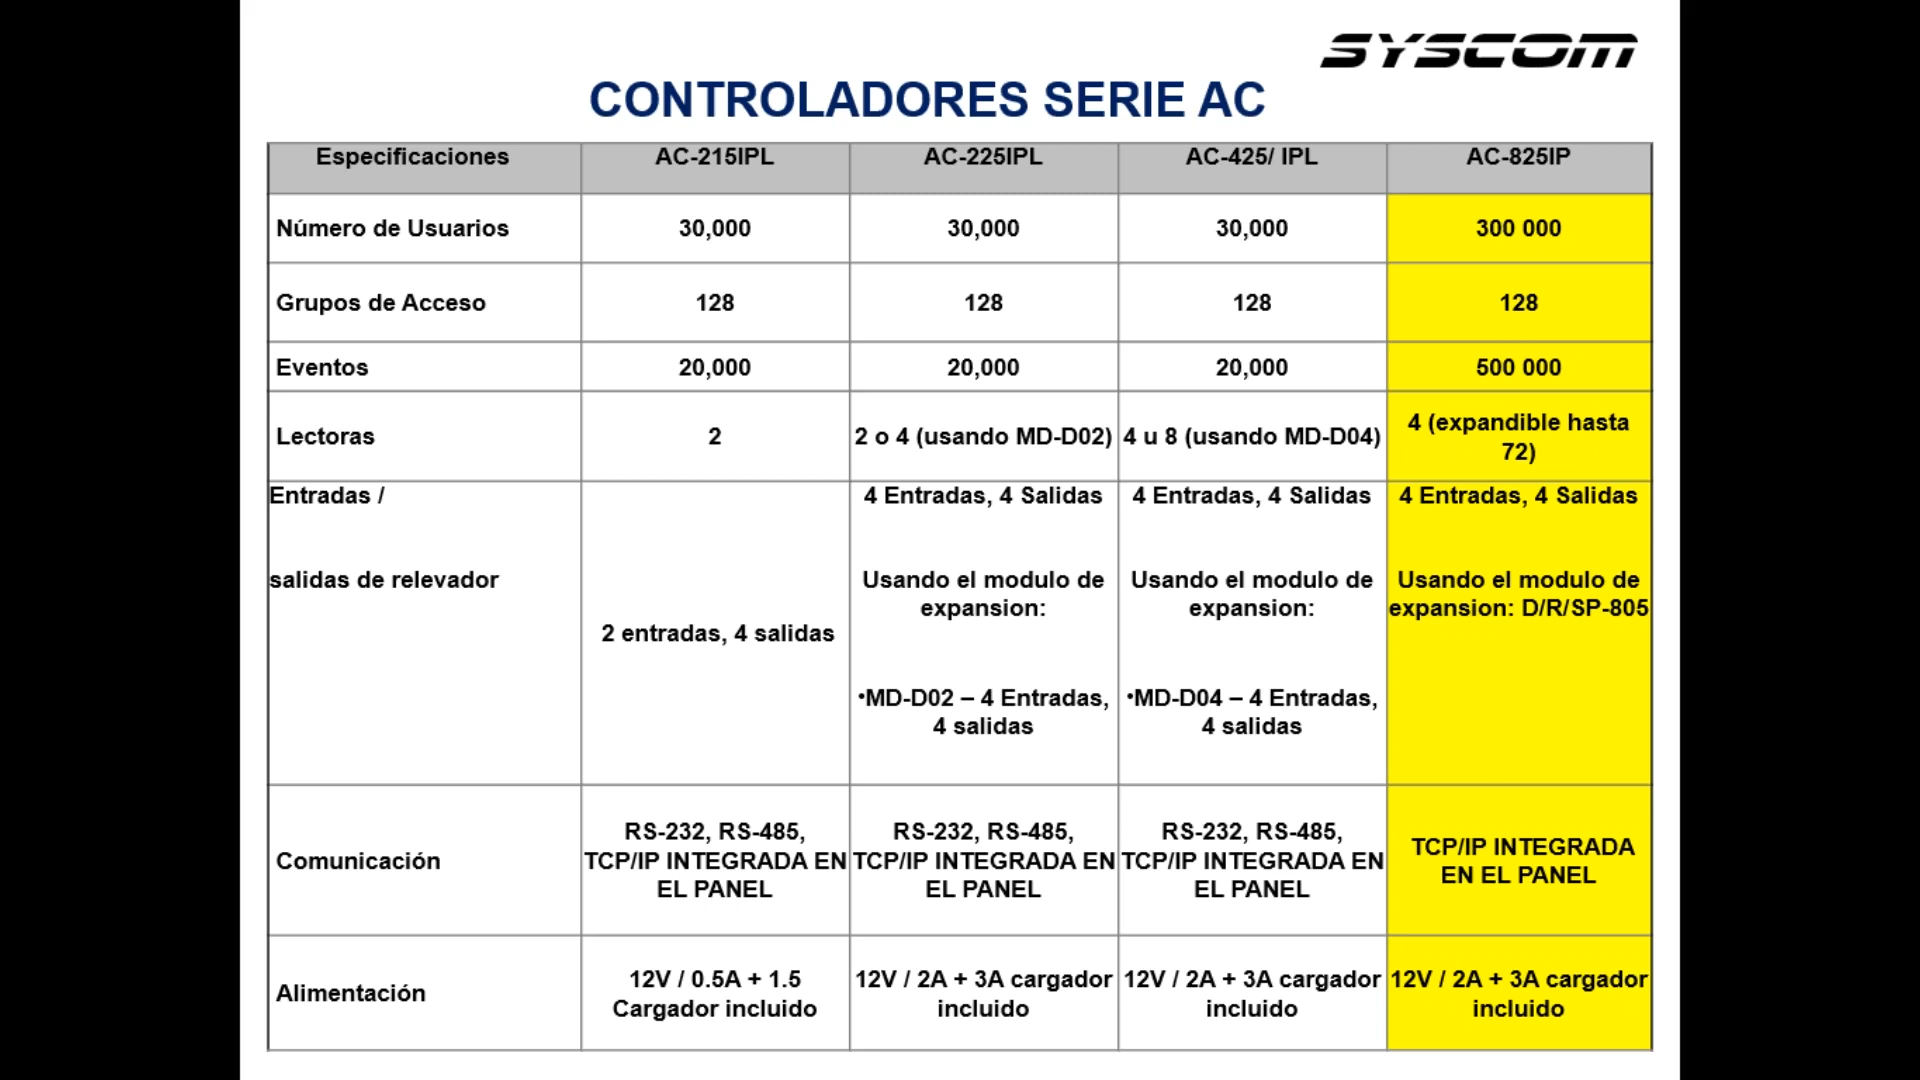 SYSCOM
CONTROLADORES SERIE AC
Especificaciones
AC-215IPL
AC-225IPL
AC-425/ IPL
AC-825IP
Número de Usuarios
30,000
30,000
30,000
300 000
Grupos de Acceso
128
128
128
128
Eventos
20,000
20,000
20,000
500 000
Lectoras
2
2 o 4 (usando MD-D02)
4 u 8 (usando MD-D04)
4 (expandible hasta
72)
Entradas /
salidas de relevador
2 entradas, 4 salidas
4 Entradas, 4 Salidas
Usando el modulo de
expansion:
•MD-D02 – 4 Entradas,
4 salidas
4 Entradas, 4 Salidas
Usando el modulo de
expansion:
•MD-D04 – 4 Entradas,
4 salidas
4 Entradas, 4 Salidas
Usando el modulo de
expansion: D/R/SP-805
Comunicación
RS-232, RS-485,
TCP/IP INTEGRADA EN
EL PANEL
RS-232, RS-485,
TCP/IP INTEGRADA EN
EL PANEL
RS-232, RS-485,
TCP/IP INTEGRADA EN
EL PANEL
TCP/IP INTEGRADA
EN EL PANEL
Alimentación
12V / 0.5A + 1.5
Cargador incluido
12V / 2A + 3A cargador
incluido
12V / 2A + 3A cargador
incluido
12V / 2A + 3A cargador
incluido